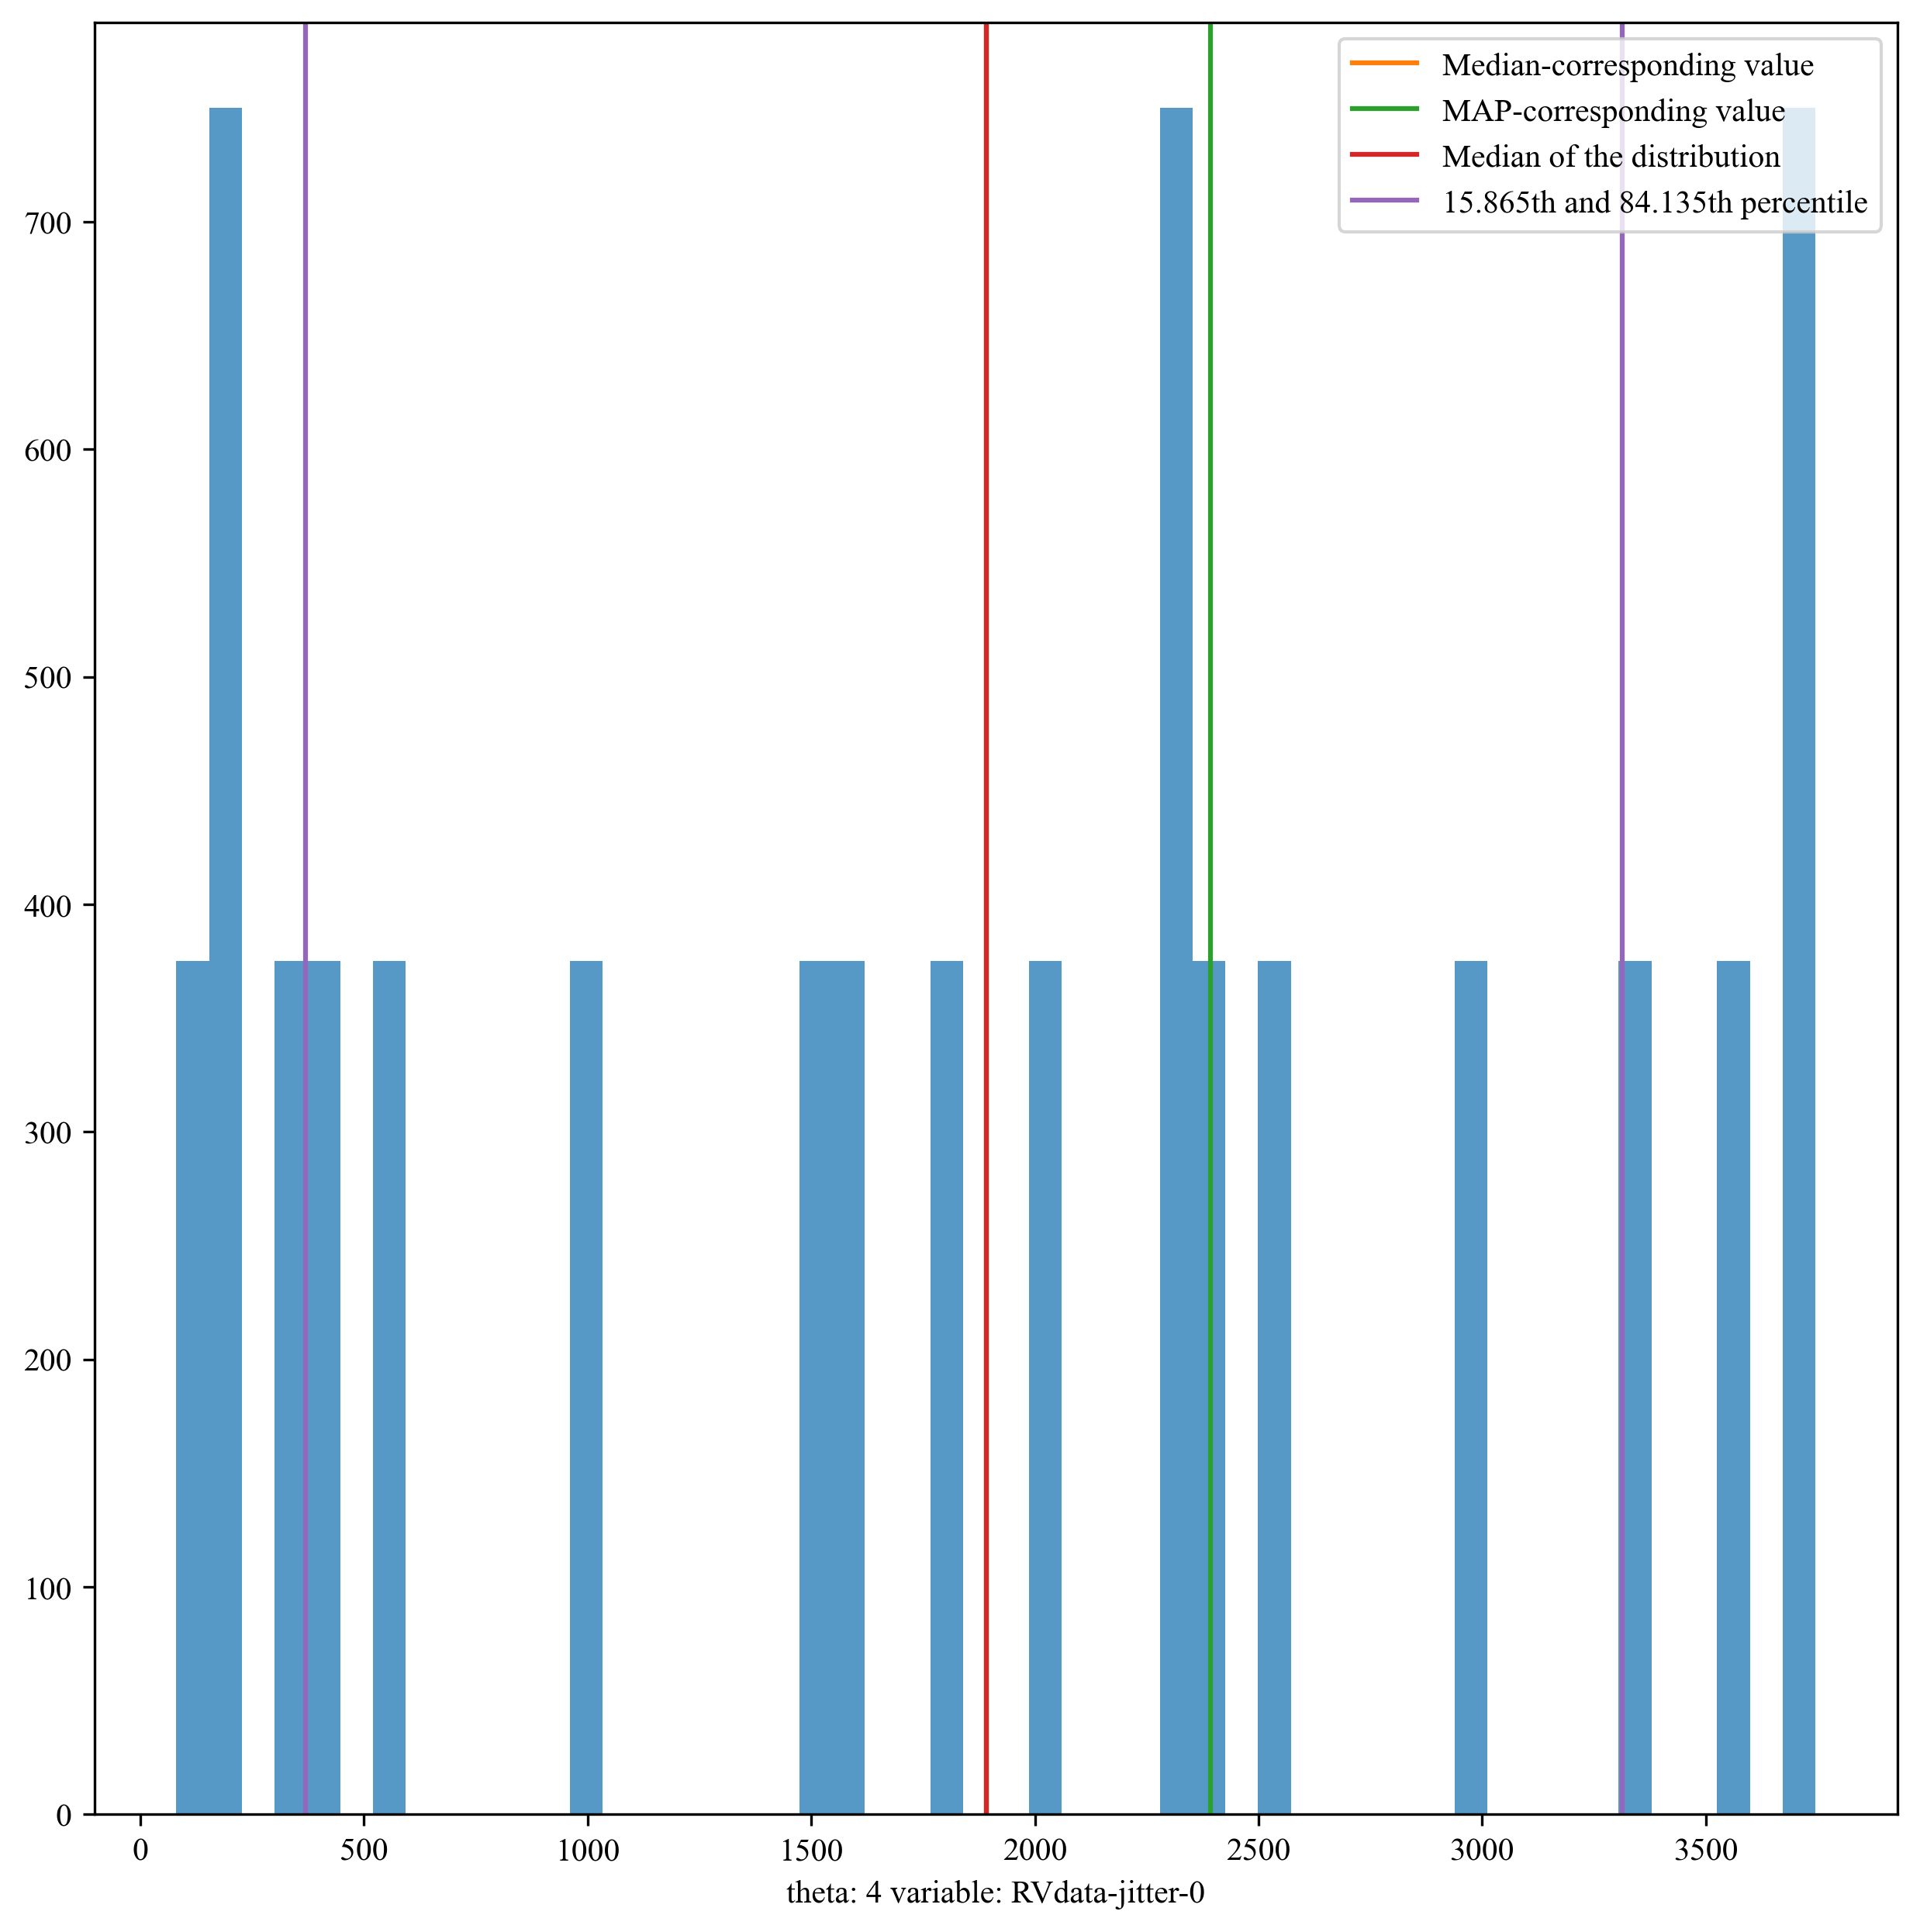 Median-corresponding value
MAP-corresponding value
Median of the distribution
15.865th and 84.135th percentile
700
600
500
400
300
200
100
0
0 500 1000 1500 2000 2500 3000 3500
theta: 4 variable: RVdata-jitter-0